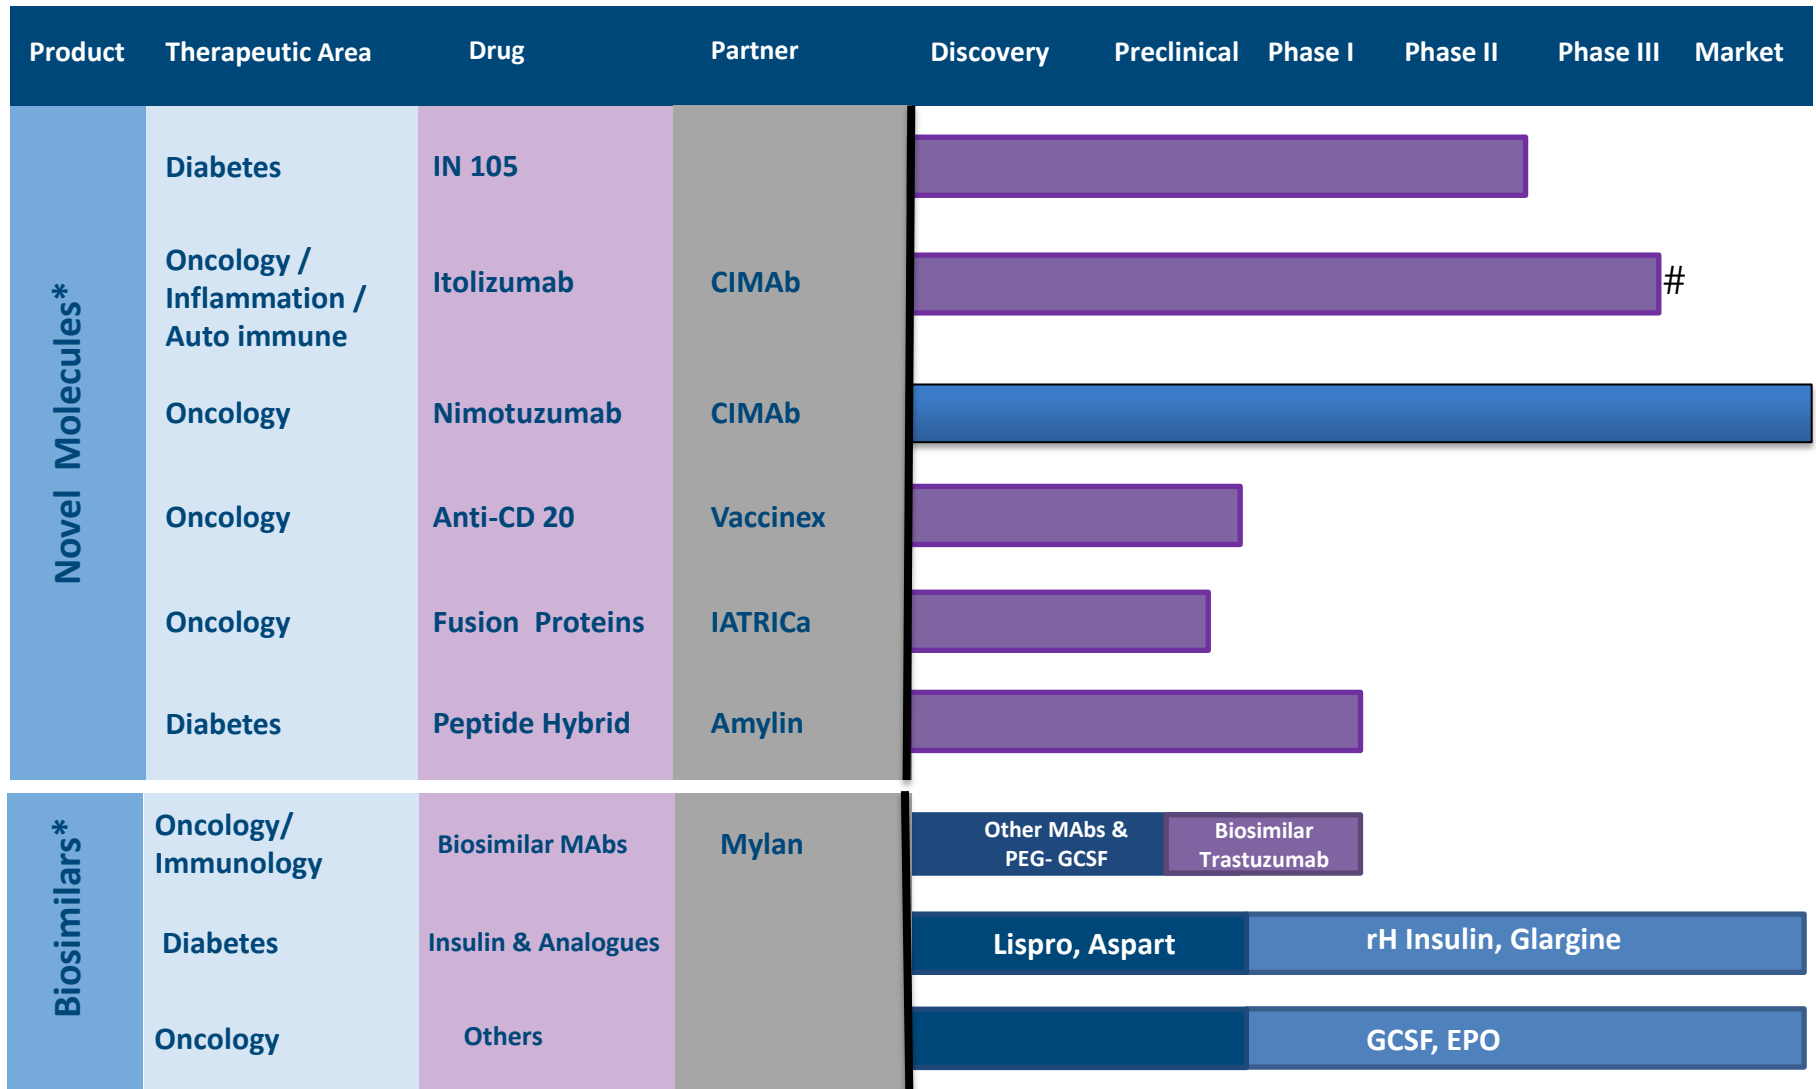 Product Therapeutic Area Drug Partner Discovery Preclinical Phase I Phase II Phase III Market
Novel Molecules*
Diabetes IN 105
Oncology /
Inflammation /
Auto immune
Itolizumab CIMAb #
Oncology Nimotuzumab CIMAb
Oncology Anti-CD 20 Vaccinex
Oncology Fusion Proteins IATRICa
Diabetes Peptide Hybrid Amylin
Biosimilars*
Oncology/
Immunology
Biosimilar MAbs Mylan
Other MAbs &
PEG- GCSF
Biosimilar
Trastuzumab
Diabetes Insulin & Analogues Lispro, Aspart rH Insulin, Glargine
Oncology Others GCSF, EPO